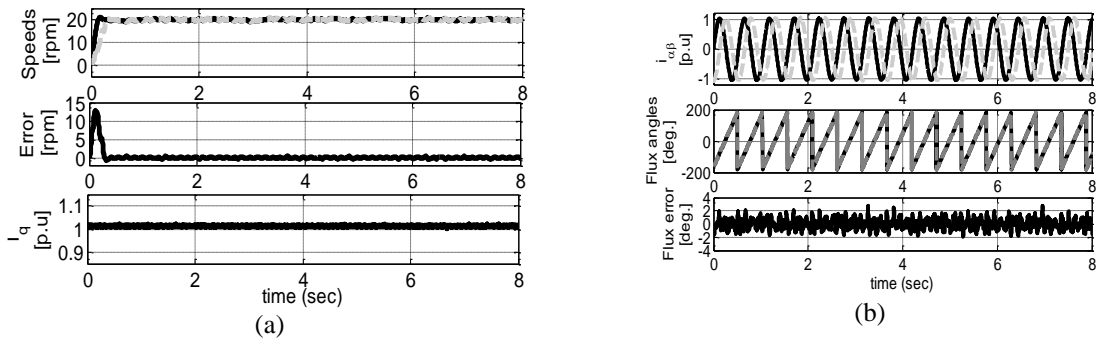 Speeds
[rpm]
20
10
0
0 2 4 6 8
Error
[rpm]
15
10
5
0
0 2 4 6 8
I_q
[p.u]
1.1
1
0.9
0 2 4 6 8
time (sec)
(a)
i_αβ
[p.u]
1
0
-1
0 2 4 6 8
Flux angles
[deg.]
200
0
-200
0 2 4 6 8
Flux error
[deg.]
4
2
0
-2
-4
0 2 4 6 8
time (sec)
(b)